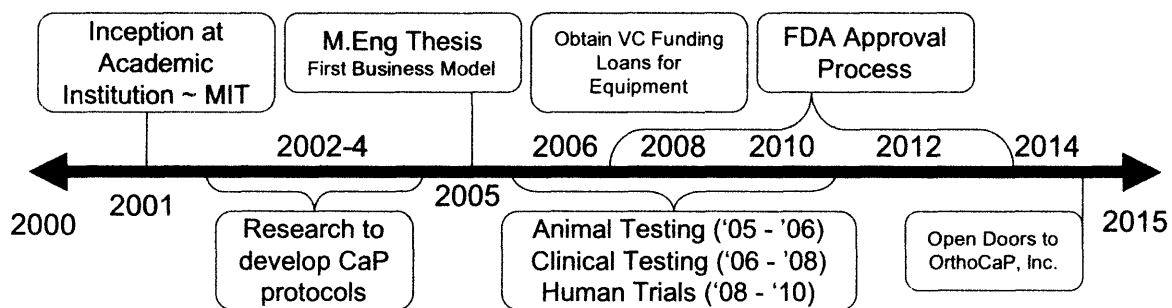 Inception at
Academic
Institution ~ MIT
M.Eng Thesis
First Business Model
Obtain VC Funding
Loans for
Equipment
FDA Approval
Process
2002-4
2006
2008
2010
2012
2014
2000
2001
2005
2015
Research to
develop CaP
protocols
Animal Testing ('05 - '06)
Clinical Testing ('06 - '08)
Human Trials ('08 - '10)
Open Doors to
OrthoCaP, Inc.